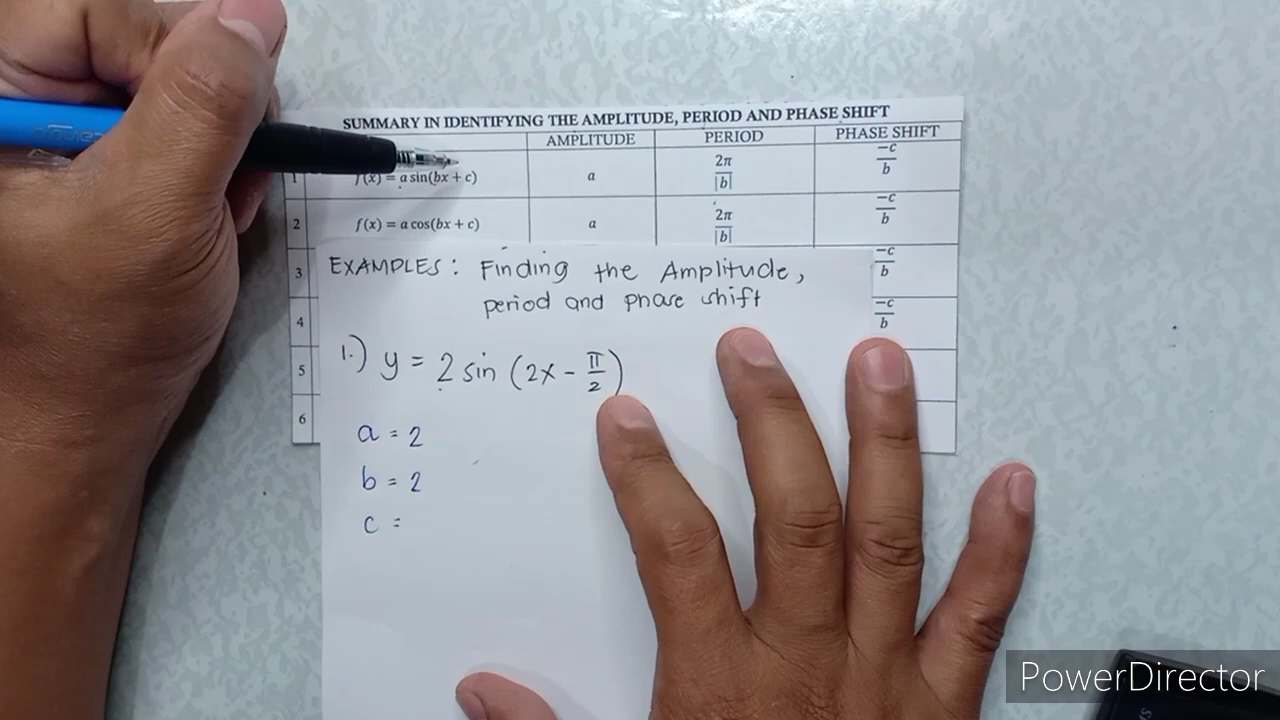 SUMMARY IN IDENTIFYING THE AMPLITUDE, PERIOD AND PHASE SHIFT
AMPLITUDE PERIOD PHASE SHIFT
1 f(x) = a sin(bx + c) a 2π/|b| −c/b
2 f(x) = a cos(bx + c) a 2π/|b| −c/b
3 −c/b
4 −c/b
5
6
EXAMPLES: Finding the Amplitude,
period and phase shift
1.) y = 2 sin (2x - π/2)
a = 2
b = 2
c =
PowerDirector